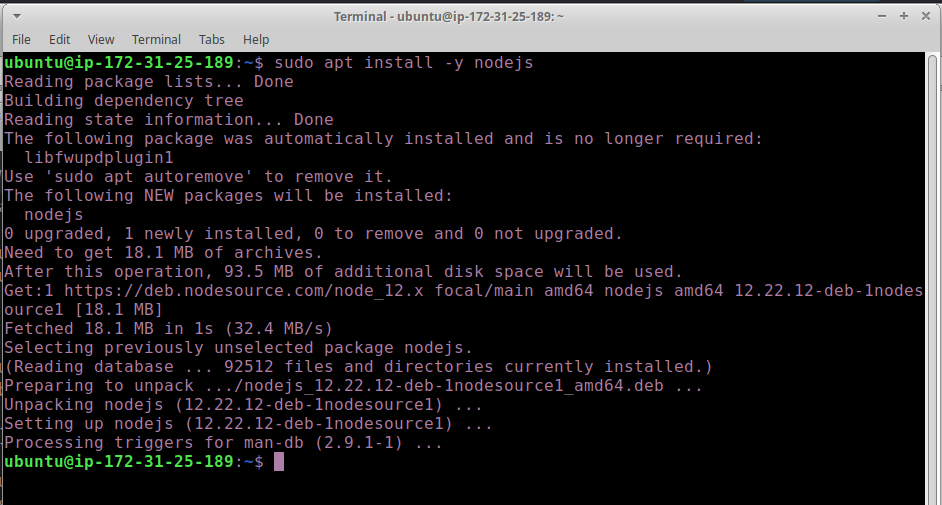 Terminal - ubuntu@ip-172-31-25-189: ~
File Edit View Terminal Tabs Help
ubuntu@ip-172-31-25-189:~$ sudo apt install -y nodejs
Reading package lists... Done
Building dependency tree
Reading state information... Done
The following package was automatically installed and is no longer required:
  libfwupdplugin1
Use 'sudo apt autoremove' to remove it.
The following NEW packages will be installed:
  nodejs
0 upgraded, 1 newly installed, 0 to remove and 0 not upgraded.
Need to get 18.1 MB of archives.
After this operation, 93.5 MB of additional disk space will be used.
Get:1 https://deb.nodesource.com/node_12.x focal/main amd64 nodejs amd64 12.22.12-deb-1nodes
ource1 [18.1 MB]
Fetched 18.1 MB in 1s (32.4 MB/s)
Selecting previously unselected package nodejs.
(Reading database ... 92512 files and directories currently installed.)
Preparing to unpack .../nodejs_12.22.12-deb-1nodesource1_amd64.deb ...
Unpacking nodejs (12.22.12-deb-1nodesource1) ...
Setting up nodejs (12.22.12-deb-1nodesource1) ...
Processing triggers for man-db (2.9.1-1) ...
ubuntu@ip-172-31-25-189:~$